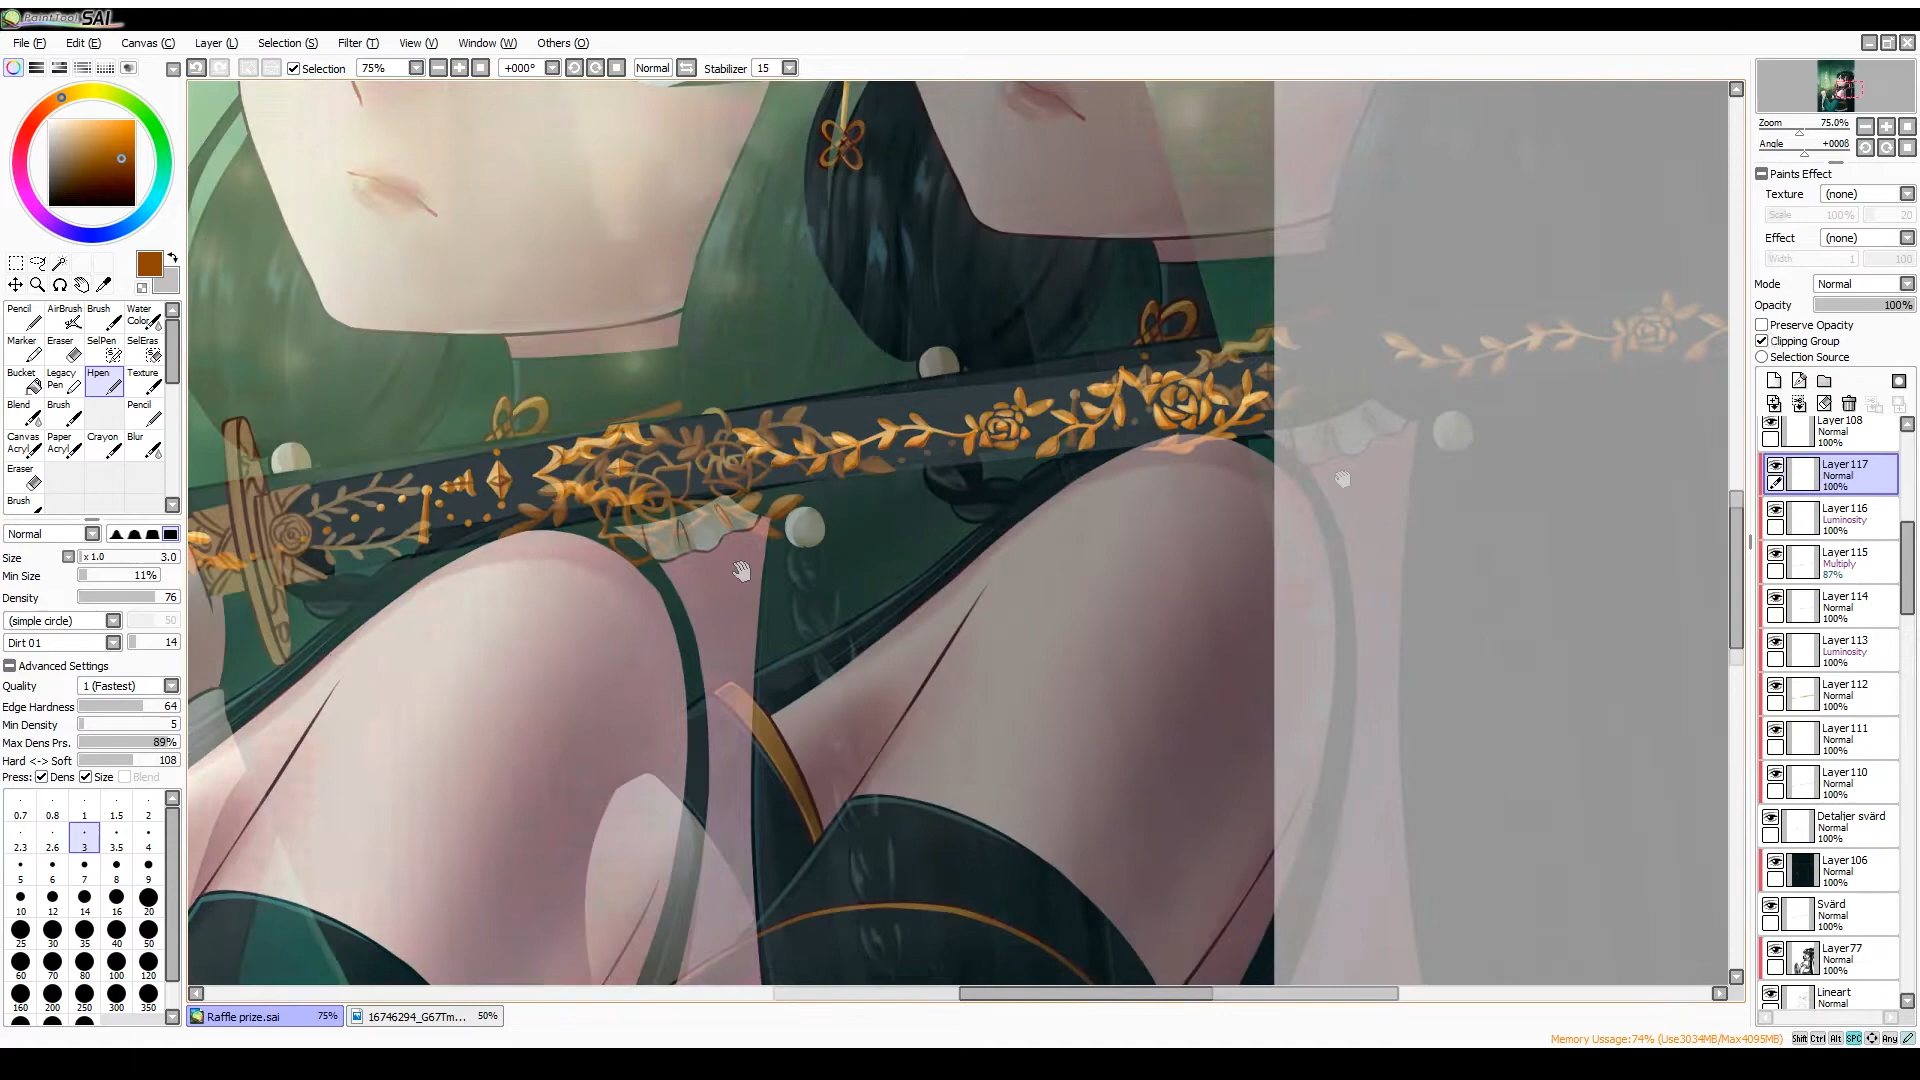 PaintTool SAI
File (F) Edit (E) Canvas (C) Layer (L) Selection (S) Filter (T) View (V) Window (W) Others (O)
Selection 75% +000° Normal Stabilizer 15
Zoom 75.0%
Angle +000ß
Paints Effect
Texture (none)
Scale 100% 20
Effect (none)
Width 1 100
Mode Normal
Opacity 100%
Preserve Opacity
Clipping Group
Selection Source
Pencil AirBrush Brush Water Color
Marker Eraser SelPen SelEras
Bucket Legacy Pen Hpen Texture
Blend Brush Pencil
Canvas Acryl Paper Acryl Crayon Blur
Eraser
Brush
Normal
Size x 1.0 3.0
Min Size 11%
Density 76
(simple circle) 50
Dirt 01 14
Advanced Settings
Quality 1 (Fastest)
Edge Hardness 64
Min Density 5
Max Dens Prs. 89%
Hard <-> Soft 108
Press: Dens Size Blend
0.7 0.8 1 1.5 2
2.3 2.6 3 3.5 4
5 6 7 8 9
10 12 14 16 20
25 30 35 40 50
60 70 80 100 120
160 200 250 300 350
Layer108
Normal
100%
Layer117
Normal
100%
Layer116
Luminosity
100%
Layer115
Multiply
87%
Layer114
Normal
100%
Layer113
Luminosity
100%
Layer112
Normal
100%
Layer111
Normal
100%
Layer110
Normal
100%
Detaljer svärd
Normal
100%
Layer106
Normal
100%
Svärd
Normal
100%
Layer77
Normal
100%
Lineart
Normal
Raffle prize.sai 75% 16746294_G67Tm... 50%
Memory Ussage:74% (Use3034MB/Max4095MB) Shift Ctrl Alt SPC Any